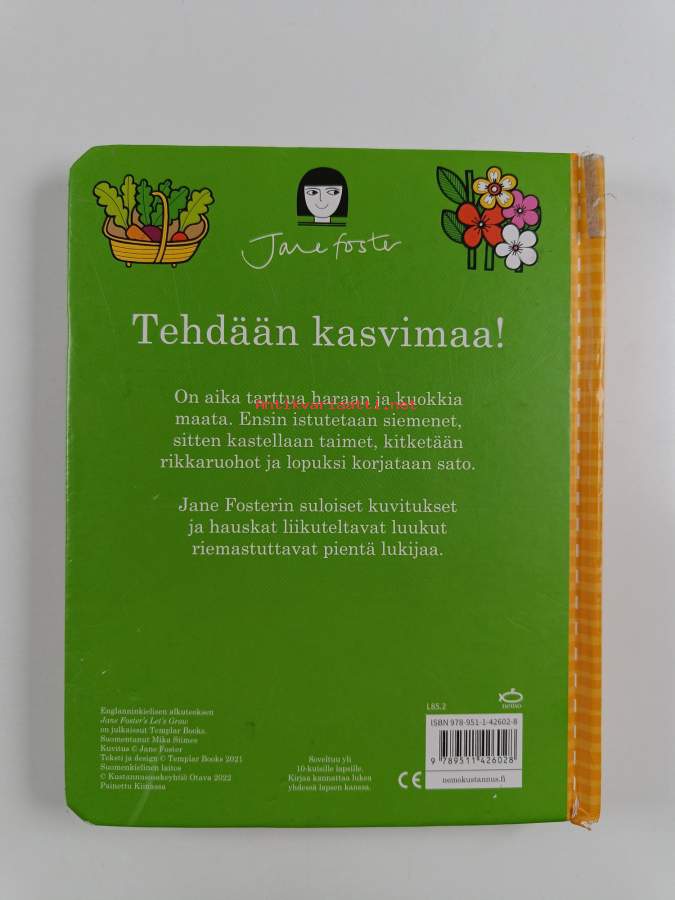 Jane foster
Tehdään kasvimaa!
On aika tarttua haraan ja kuokkia
Antikvariaatti.net
maata. Ensin istutetaan siemenet,
sitten kastellaan taimet, kitketään
rikkaruohot ja lopuksi korjataan sato.
Jane Fosterin suloiset kuvitukset
ja hauskat liikuteltavat luukut
riemastuttavat pientä lukijaa.
Englanninkielisen alkuteoksen
Jane Foster's Let's Grow
on julkaissut Templar Books.
Suomentanut Mika Siimes
Kuvitus © Jane Foster
Teksti ja design © Templar Books 2021
Suomenkielinen laitos
© Kustannusosakeyhtiö Otava 2022
Painettu Kiinassa
Soveltuu yli
10-kuisille lapsille.
Kirjaa kannattaa lukea
yhdessä lapsen kanssa.
CE
L85.2
nemo
ISBN 978-951-1-42602-8
9 789511 426028
nemokustannus.fi